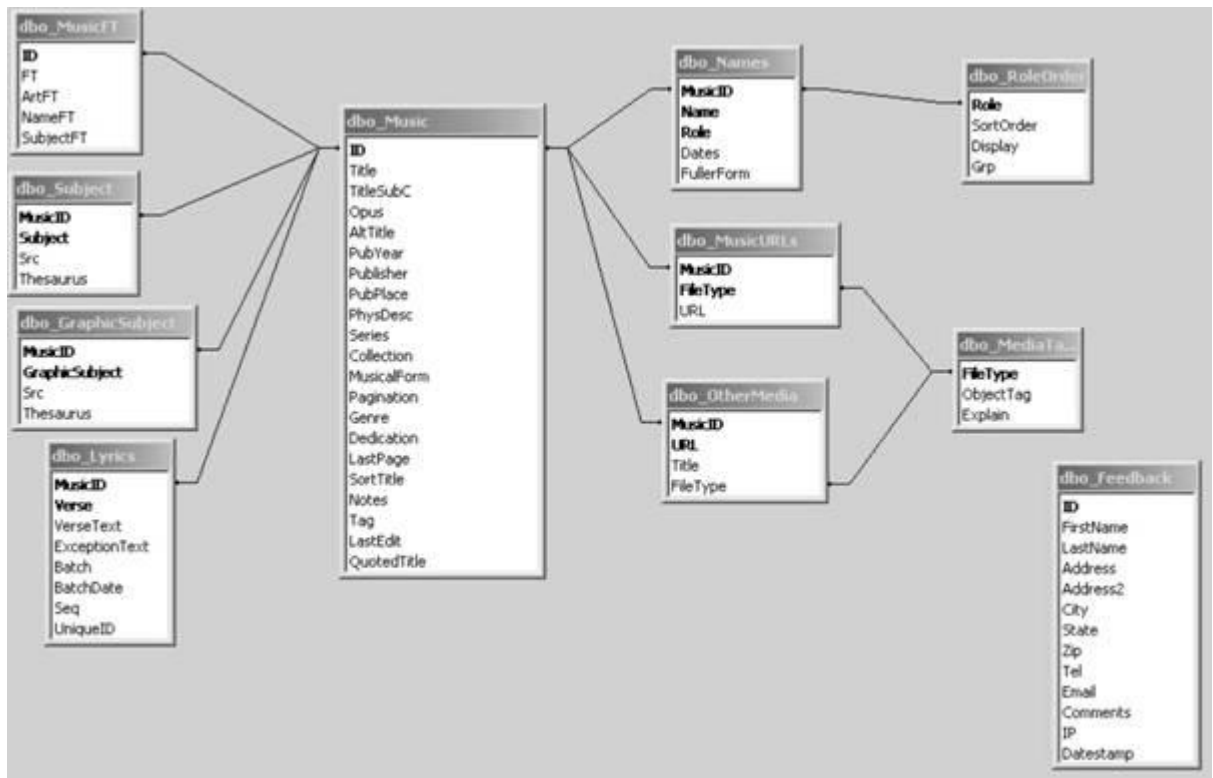 dbo_MusicFT
ID
FT
ArtFT
NameFT
SubjectFT
dbo_Subject
MusicID
Subject
Src
Thesaurus
dbo_GraphicSubject
MusicID
GraphicSubject
Src
Thesaurus
dbo_Lyrics
MusicID
Verse
VerseText
ExceptionText
Batch
BatchDate
Seq
UniqueID
dbo_Music
ID
Title
TitleSubC
Opus
AltTitle
PubYear
Publisher
PubPlace
PhysDesc
Series
Collection
MusicalForm
Pagination
Genre
Dedication
LastPage
SortTitle
Notes
Tag
LastEdit
QuotedTitle
dbo_Names
MusicID
Name
Role
Dates
FullerForm
dbo_MusicURLs
MusicID
FileType
URL
dbo_OtherMedia
MusicID
URL
Title
FileType
dbo_RoleOrder
Role
SortOrder
Display
Grp
dbo_MediaTa...
FileType
ObjectTag
Explain
dbo_Feedback
ID
FirstName
LastName
Address
Address2
City
State
Zip
Tel
Email
Comments
IP
Datestamp